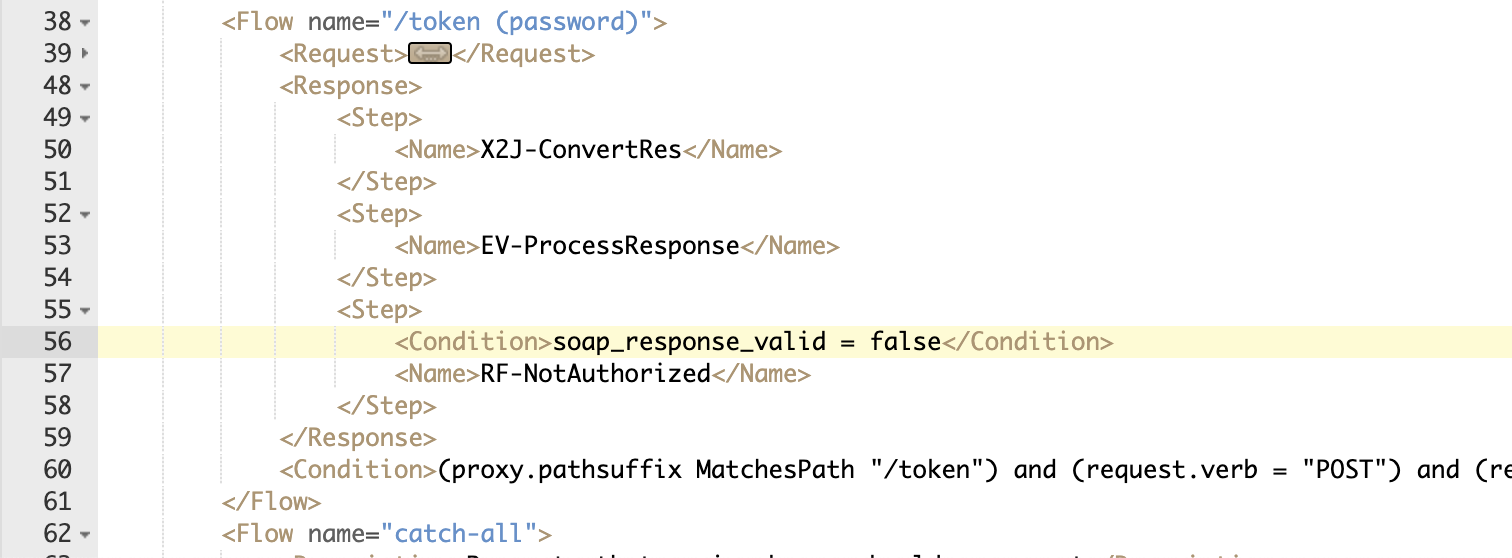 38 <Flow name="/token (password)">
39 <Request></Request>
48 <Response>
49 <Step>
50 <Name>X2J-ConvertRes</Name>
51 </Step>
52 <Step>
53 <Name>EV-ProcessResponse</Name>
54 </Step>
55 <Step>
56 <Condition>soap_response_valid = false</Condition>
57 <Name>RF-NotAuthorized</Name>
58 </Step>
59 </Response>
60 <Condition>(proxy.pathsuffix MatchesPath "/token") and (request.verb = "POST") and (re
61 </Flow>
62 <Flow name="catch-all">